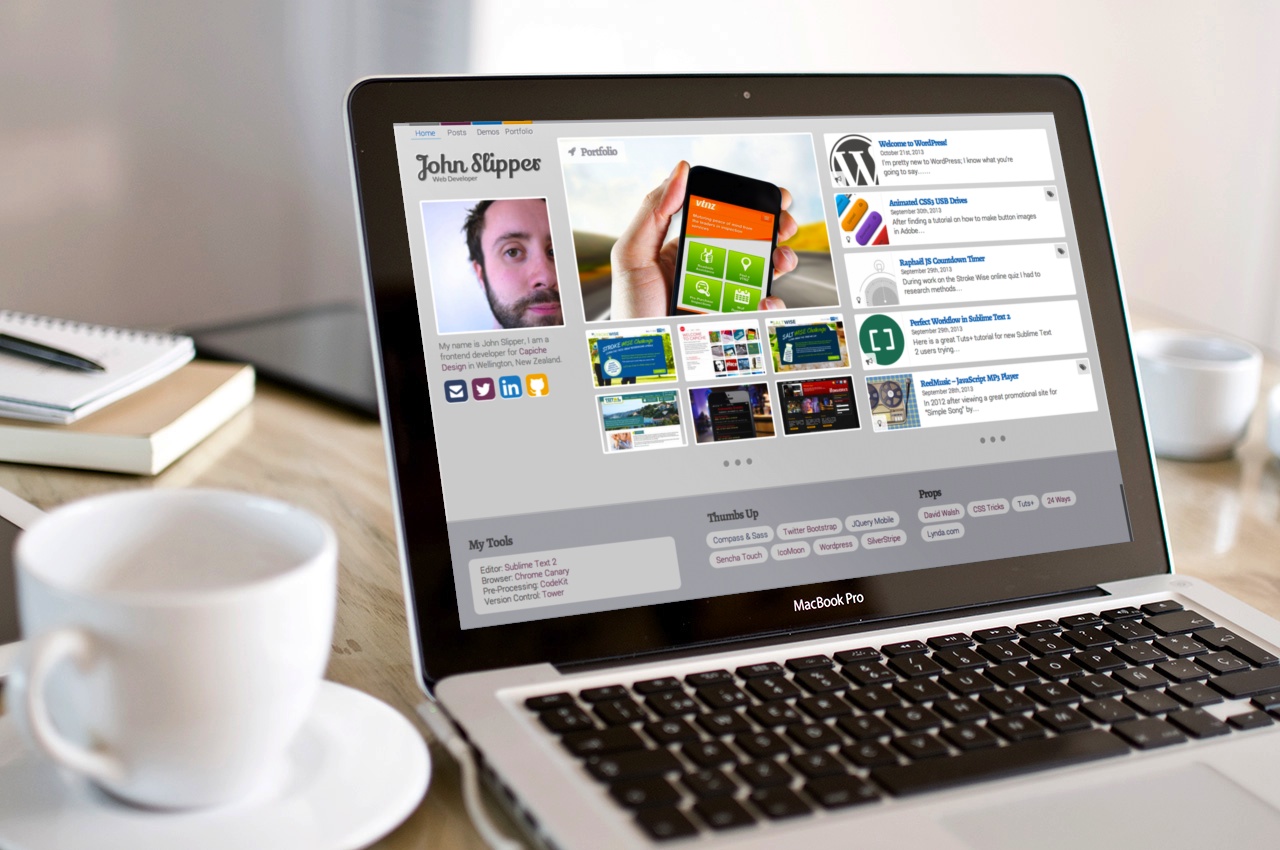 Home Posts Demos Portfolio
John Slipper
Web Developer
My name is John Slipper, I am a
frontend developer for Capiche
Design in Wellington, New Zealand.
Portfolio
vtnz
STROKE WISE Challenge
SALT WISE Challenge
Welcome to WordPress!
October 21st, 2013
I'm pretty new to WordPress; I know what you're
going to say......
Animated CSS3 USB Drives
September 30th, 2013
After finding a tutorial on how to make button images
in Adobe...
Raphaël JS Countdown Timer
September 29th, 2013
During work on the Stroke Wise online quiz I had to
research methods...
Perfect Workflow in Sublime Text 2
September 29th, 2013
Here is a great Tuts+ tutorial for new Sublime Text
2 users trying...
ReelMusic – JavaScript MP3 Player
September 28th, 2013
In 2012 after viewing a great promotional site for
"Simple Song" by...
My Tools
Editor: Sublime Text 2
Browser: Chrome Canary
Pre-Processing: CodeKit
Version Control: Tower
Thumbs Up
Compass & Sass Twitter Bootstrap JQuery Mobile
Sencha Touch IcoMoon Wordpress SilverStripe
Props
David Walsh CSS Tricks Tuts+ 24 Ways
Lynda.com
MacBook Pro